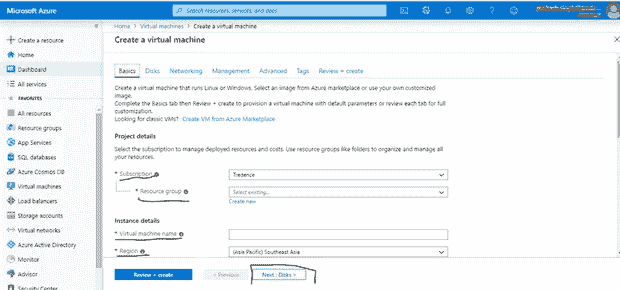 Microsoft Azure
Search resources, services, and docs
Home > Virtual machines > Create a virtual machine
Create a virtual machine
Create a resource
Home
Dashboard
All services
FAVORITES
All resources
Resource groups
App Services
SQL databases
Azure Cosmos DB
Virtual machines
Load balancers
Storage accounts
Virtual networks
Azure Active Directory
Monitor
Advisor
Security Center
Basics Disks Networking Management Advanced Tags Review + create
Create a virtual machine that runs Linux or Windows. Select an image from Azure marketplace or use your own customized
image.
Complete the Basics tab then Review + create to provision a virtual machine with default parameters or review each tab for full
customization.
Looking for classic VMs? Create VM from Azure Marketplace
Project details
Select the subscription to manage deployed resources and costs. Use resource groups like folders to organize and manage all
your resources.
* Subscription Tredence
* Resource group Select existing...
Create new
Instance details
* Virtual machine name
* Region (Asia Pacific) Southeast Asia
Review + create < Previous Next : Disks >